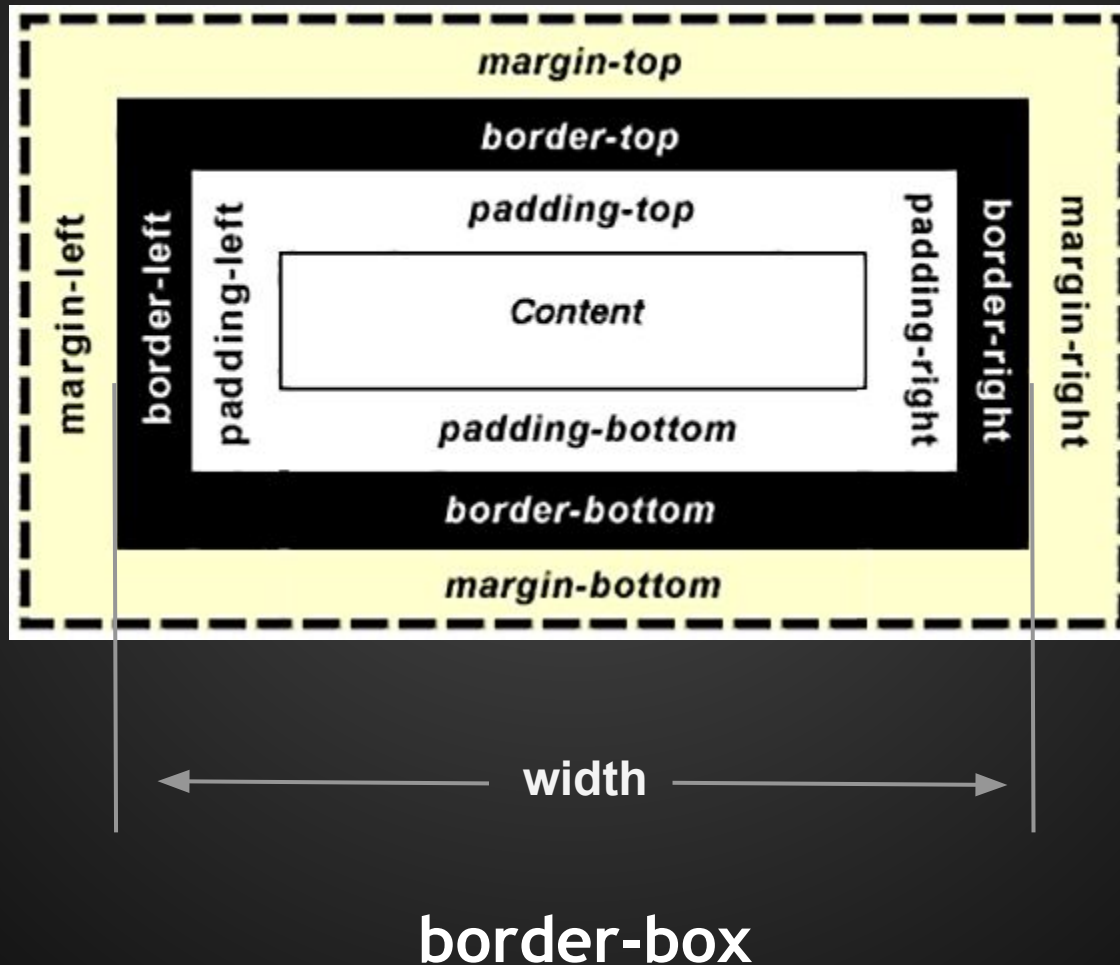 margin-top
border-top
padding-top
margin-left
border-left
padding-left
Content
padding-right
border-right
margin-right
padding-bottom
border-bottom
margin-bottom
width
border-box